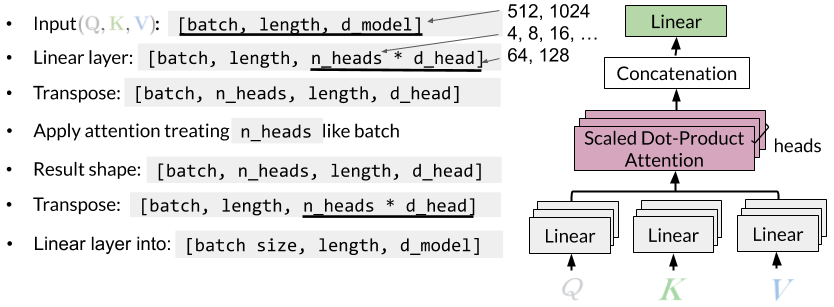 • Input(Q, K, V): [batch, length, d_model]
• Linear layer: [batch, length, n_heads * d_head]
• Transpose: [batch, n_heads, length, d_head]
• Apply attention treating n_heads like batch
• Result shape: [batch, n_heads, length, d_head]
• Transpose: [batch, length, n_heads * d_head]
• Linear layer into: [batch size, length, d_model]
512, 1024
4, 8, 16, ...
64, 128
Linear
Concatenation
Scaled Dot-Product
Attention
heads
Linear Linear Linear
Q K V